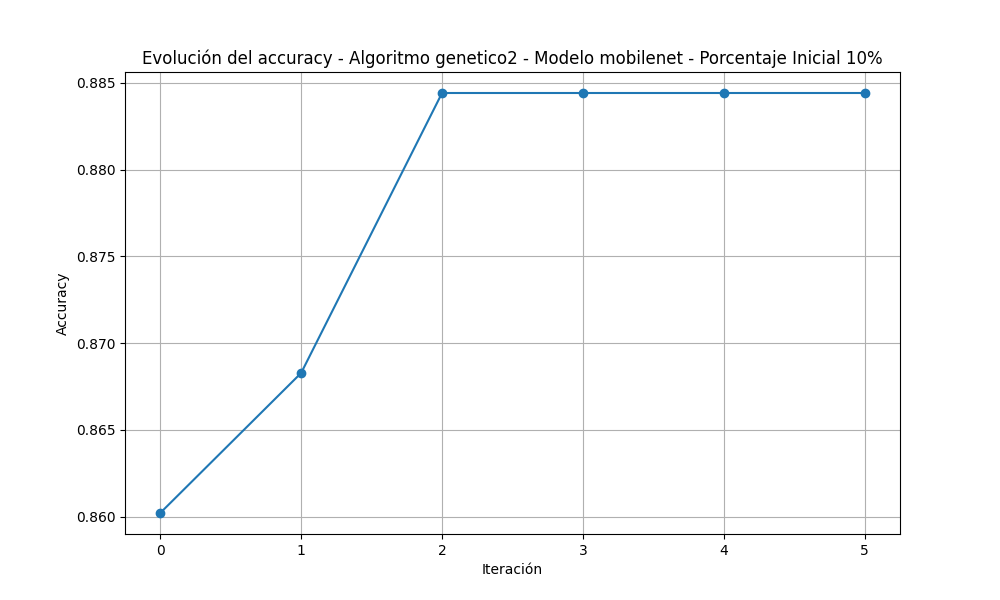 Evolución del accuracy - Algoritmo genetico2 - Modelo mobilenet - Porcentaje Inicial 10%
0.885
0.880
0.875
0.870
0.865
0.860
Accuracy
0 1 2 3 4 5
Iteración